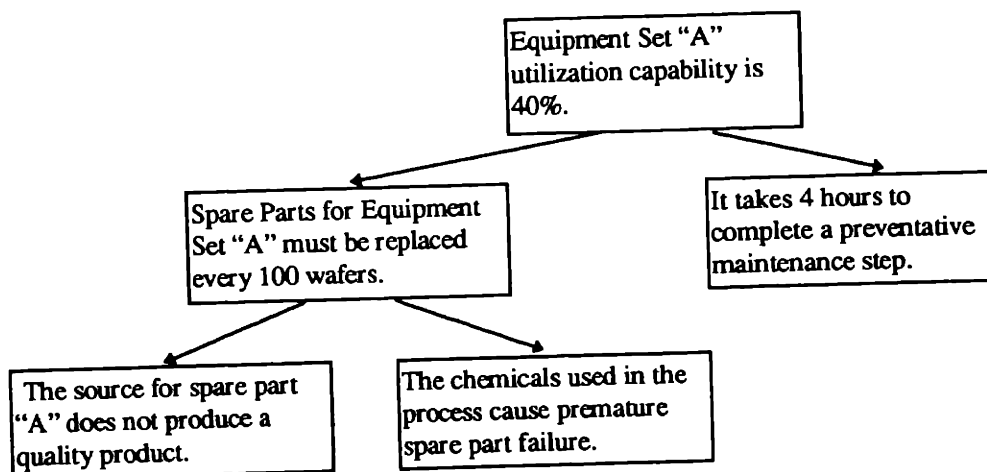 Equipment Set “A”
utilization capability is
40%.
Spare Parts for Equipment
Set “A” must be replaced
every 100 wafers.
It takes 4 hours to
complete a preventative
maintenance step.
The source for spare part
“A” does not produce a
quality product.
The chemicals used in the
process cause premature
spare part failure.